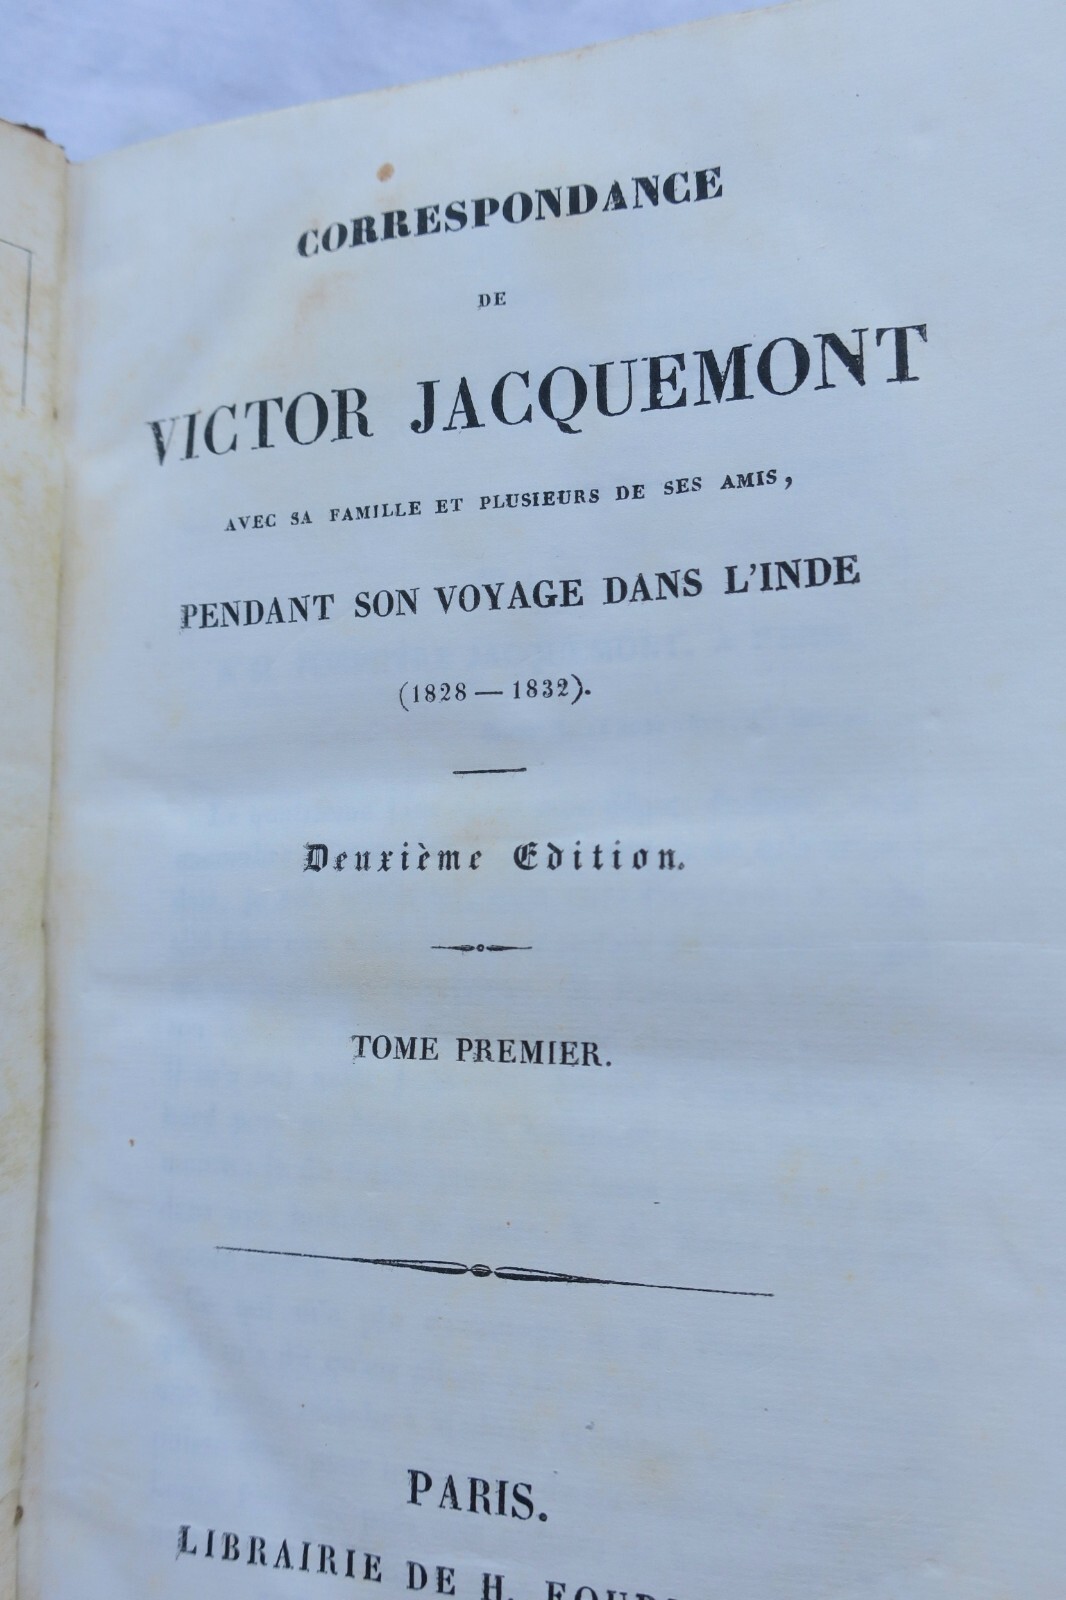 CORRESPONDANCE
DE
VICTOR JACQUEMONT
AVEC SA FAMILLE ET PLUSIEURS DE SES AMIS,
PENDANT SON VOYAGE DANS L'INDE
(1828 — 1832).
Deuxième Edition.
TOME PREMIER.
PARIS.
LIBRAIRIE DE H.